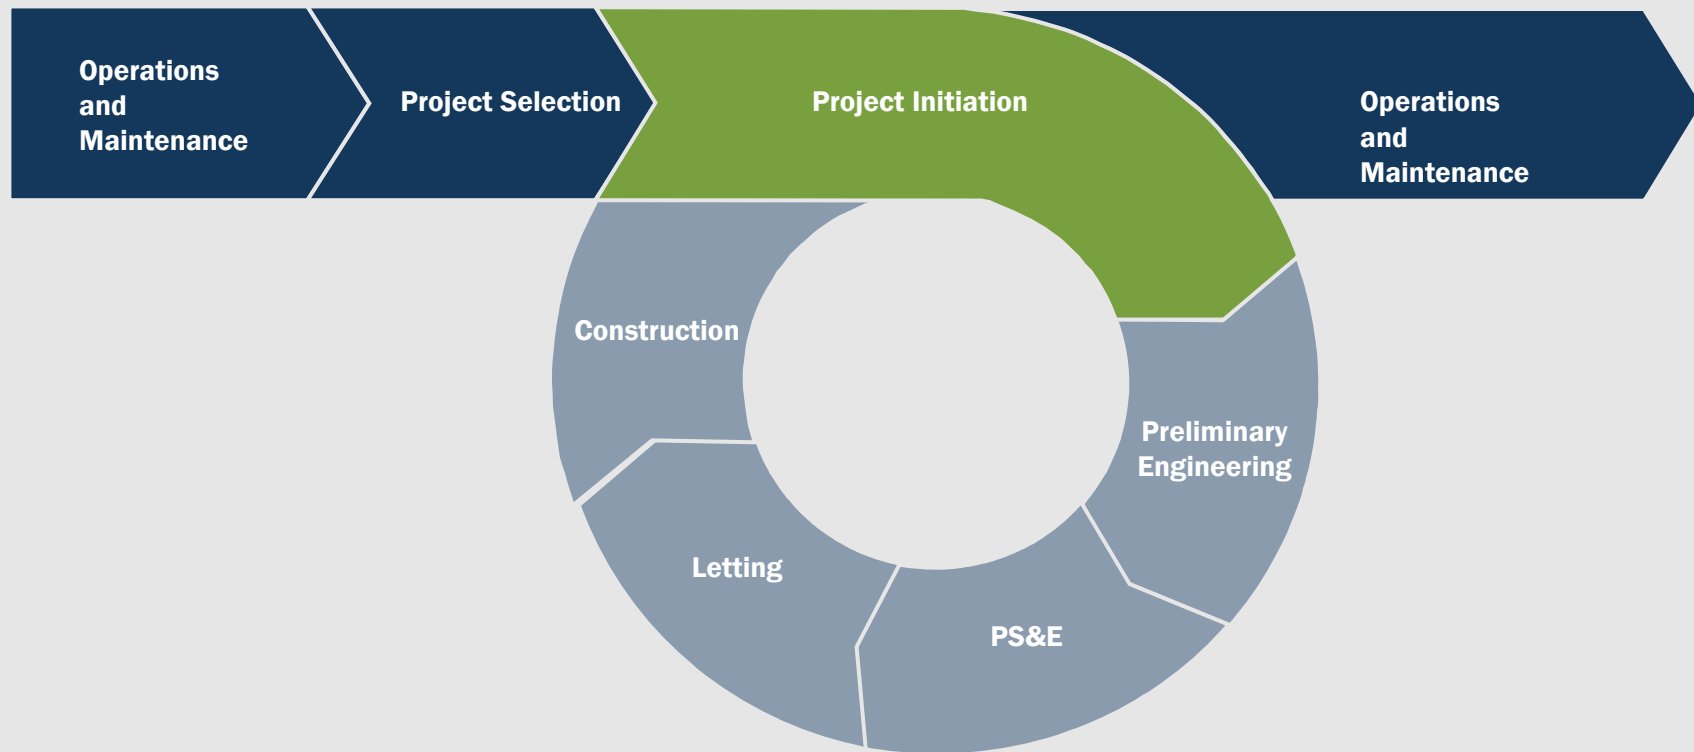 Operations
and
Maintenance
Project Selection
Project Initiation
Operations
and
Maintenance
Construction
Preliminary
Engineering
Letting
PS&E